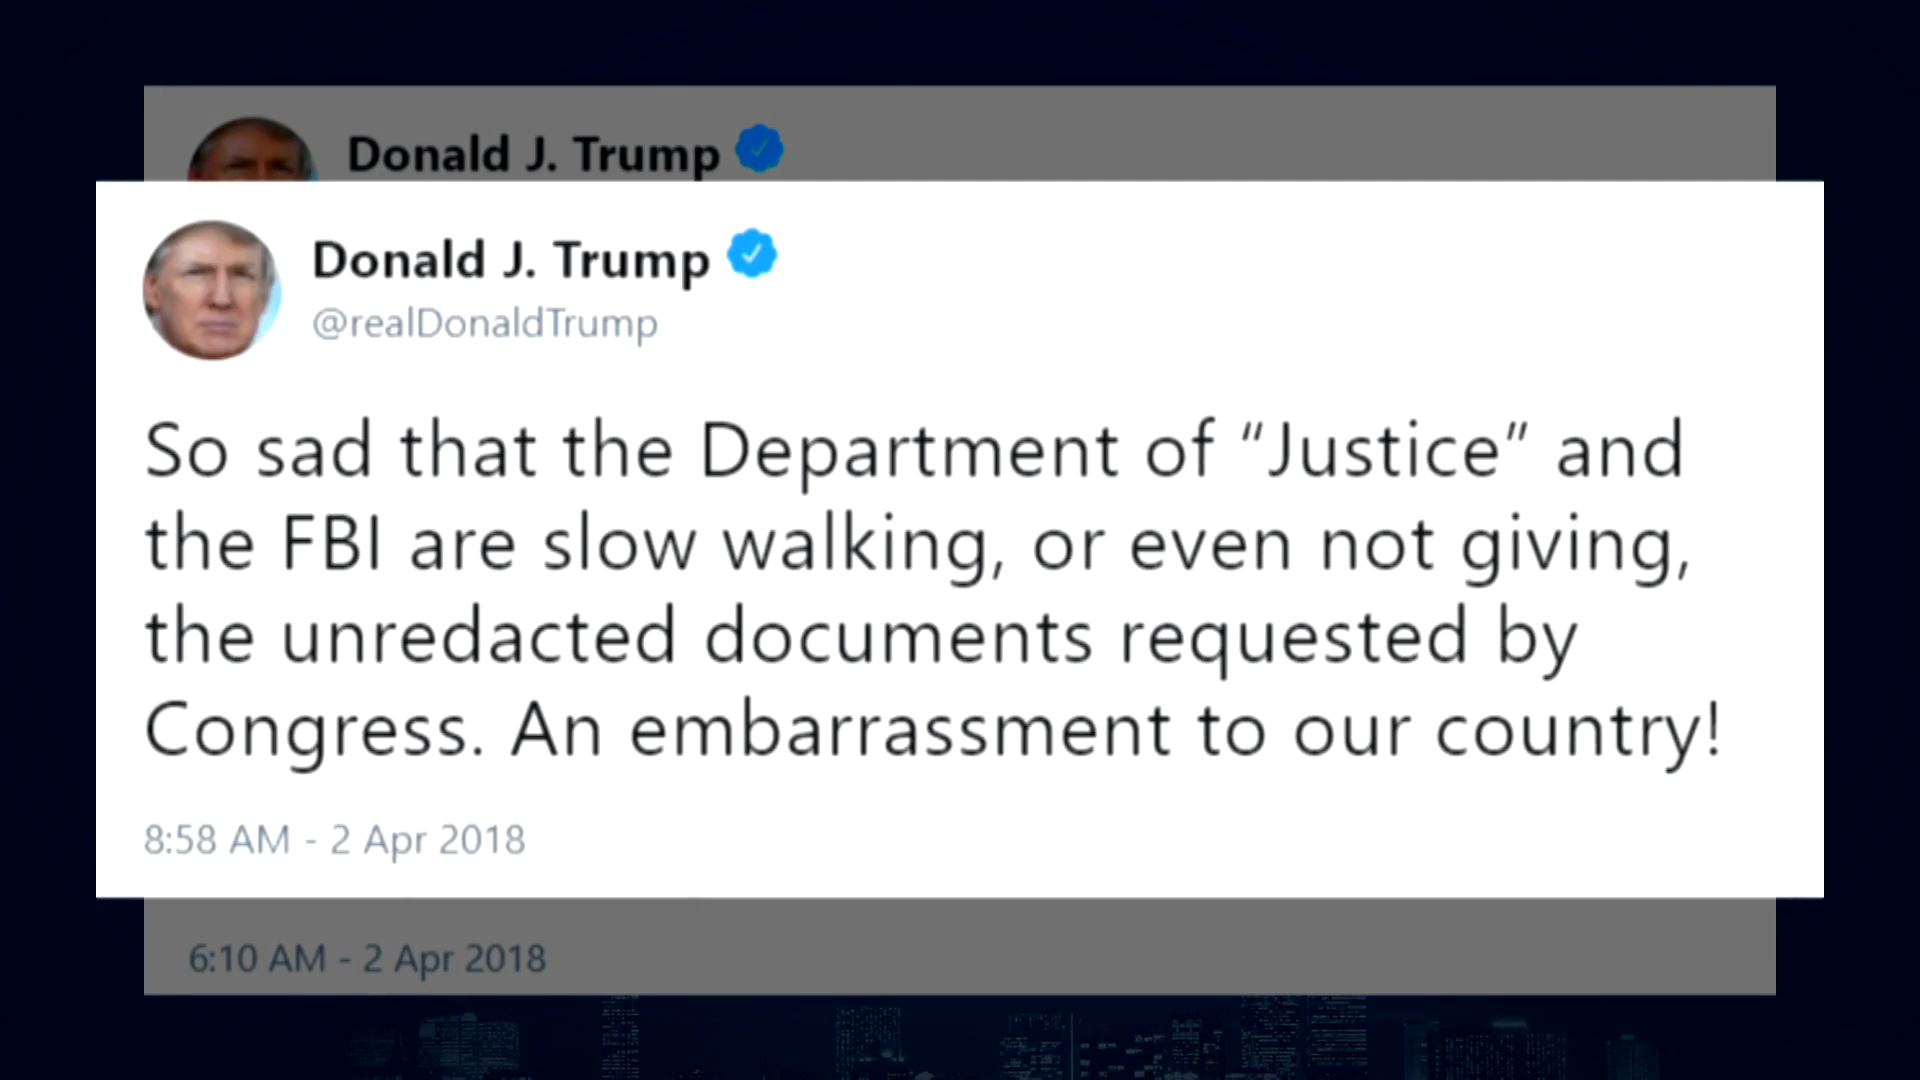 Donald J. Trump
Donald J. Trump
@realDonaldTrump
So sad that the Department of “Justice” and
the FBI are slow walking, or even not giving,
the unredacted documents requested by
Congress. An embarrassment to our country!
8:58 AM - 2 Apr 2018
6:10 AM - 2 Apr 2018